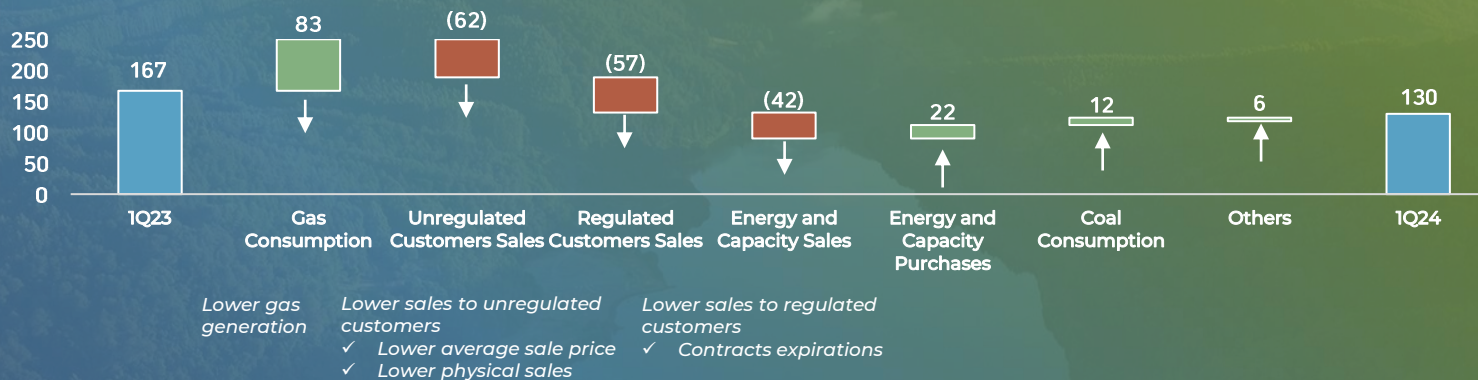 250
200
150
100
50
0
167
83
(62)
(57)
(42)
22
12
6
130
1Q23
Gas
Consumption
Unregulated
Customers Sales
Regulated
Customers Sales
Energy and
Capacity Sales
Energy and
Capacity
Purchases
Coal
Consumption
Others
1Q24
Lower gas
generation
Lower sales to unregulated
customers
✓ Lower average sale price
✓ Lower physical sales
Lower sales to regulated
customers
✓ Contracts expirations